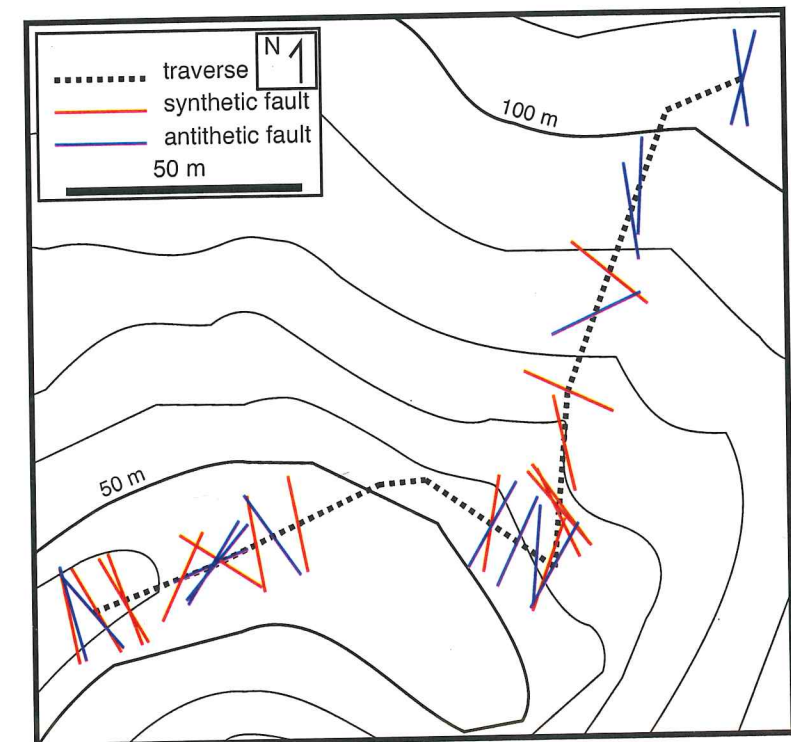 N
traverse
synthetic fault
antithetic fault
50 m
100 m
50 m